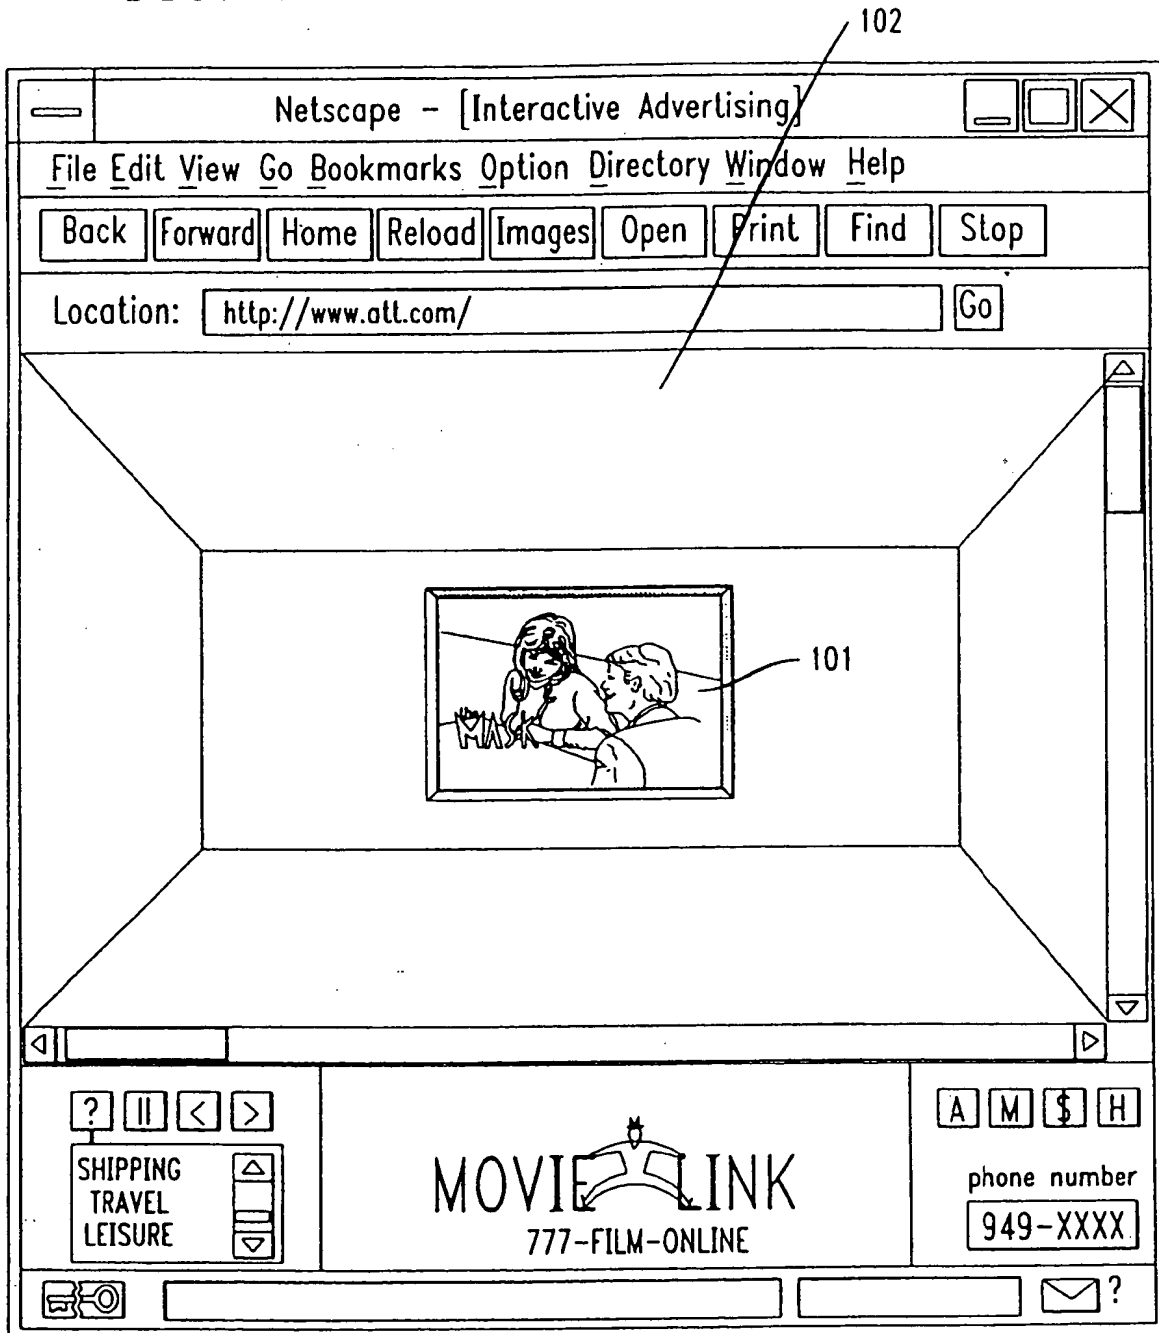 102
Netscape - [Interactive Advertising]
File Edit View Go Bookmarks Option Directory Window Help
Back Forward Home Reload Images Open Print Find Stop
Location: http://www.att.com/ Go
101
the MASK
? || < >
A M $ H
SHIPPING
TRAVEL
LEISURE
MOVIE LINK
777-FILM-ONLINE
phone number
949-XXXX
?